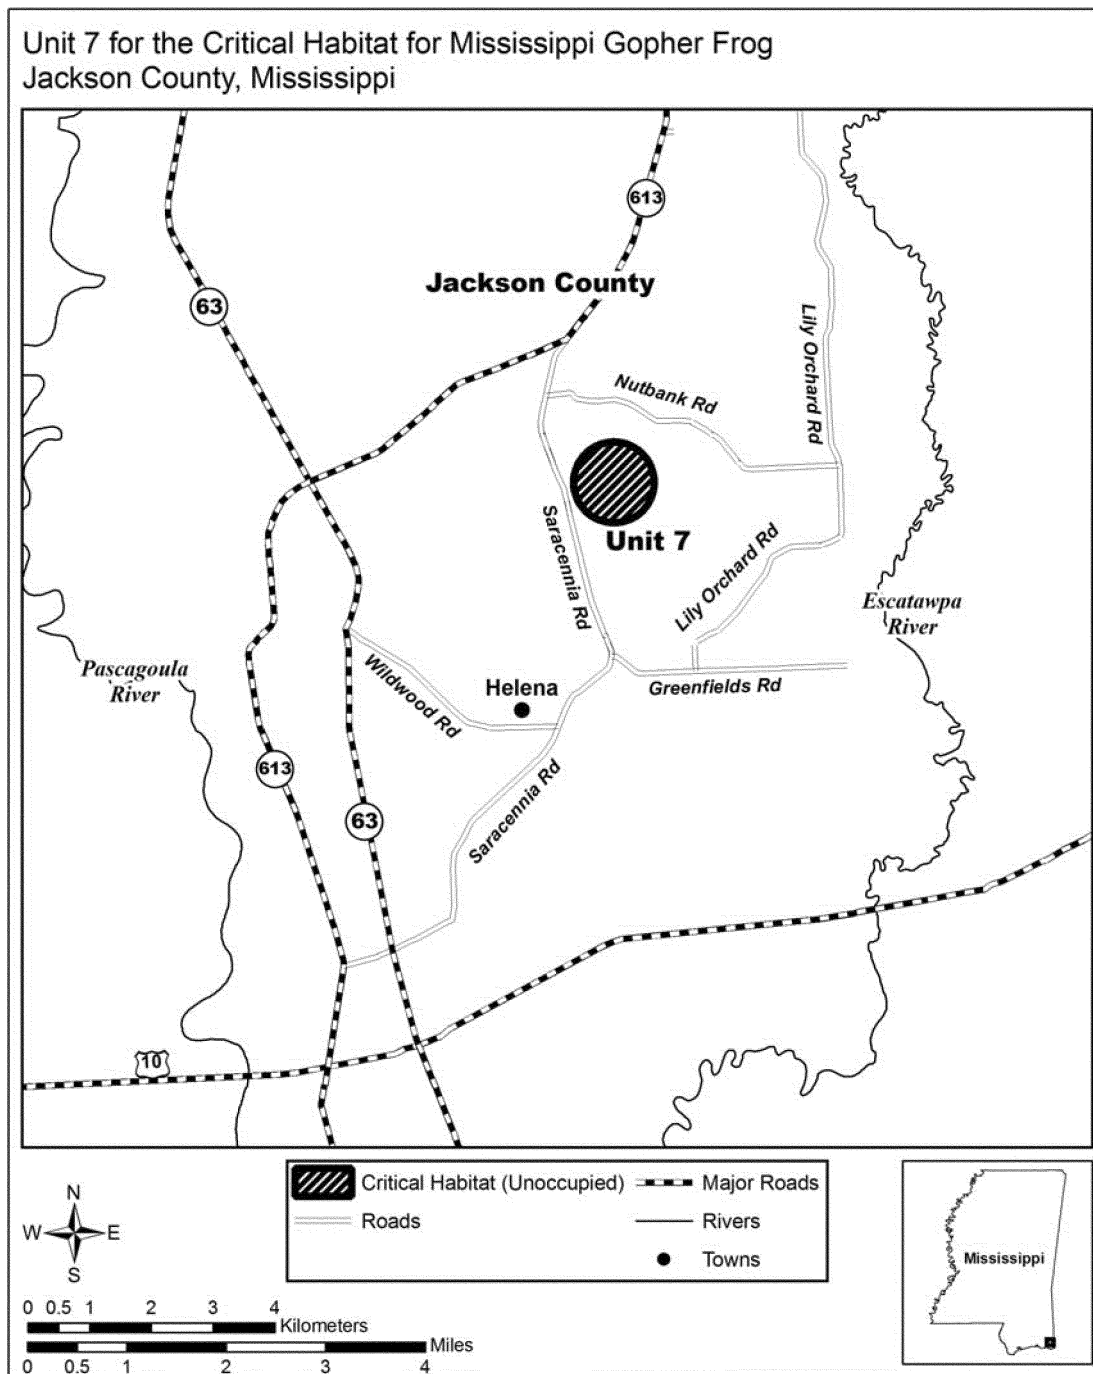 Unit 7 for the Critical Habitat for Mississippi Gopher Frog
Jackson County, Mississippi
613
Jackson County
63
Lily Orchard Rd
Nutbank Rd
Saracennia Rd
Unit 7
Lily Orchard Rd
Escatawpa
River
Pascagoula
River
Wildwood Rd
Helena
Greenfields Rd
613
63
Saracennia Rd
10
N
W E
S
Critical Habitat (Unoccupied)
Major Roads
Roads
Rivers
Towns
Mississippi
0 0.5 1 2 3 4
Kilometers
Miles
0 0.5 1 2 3 4